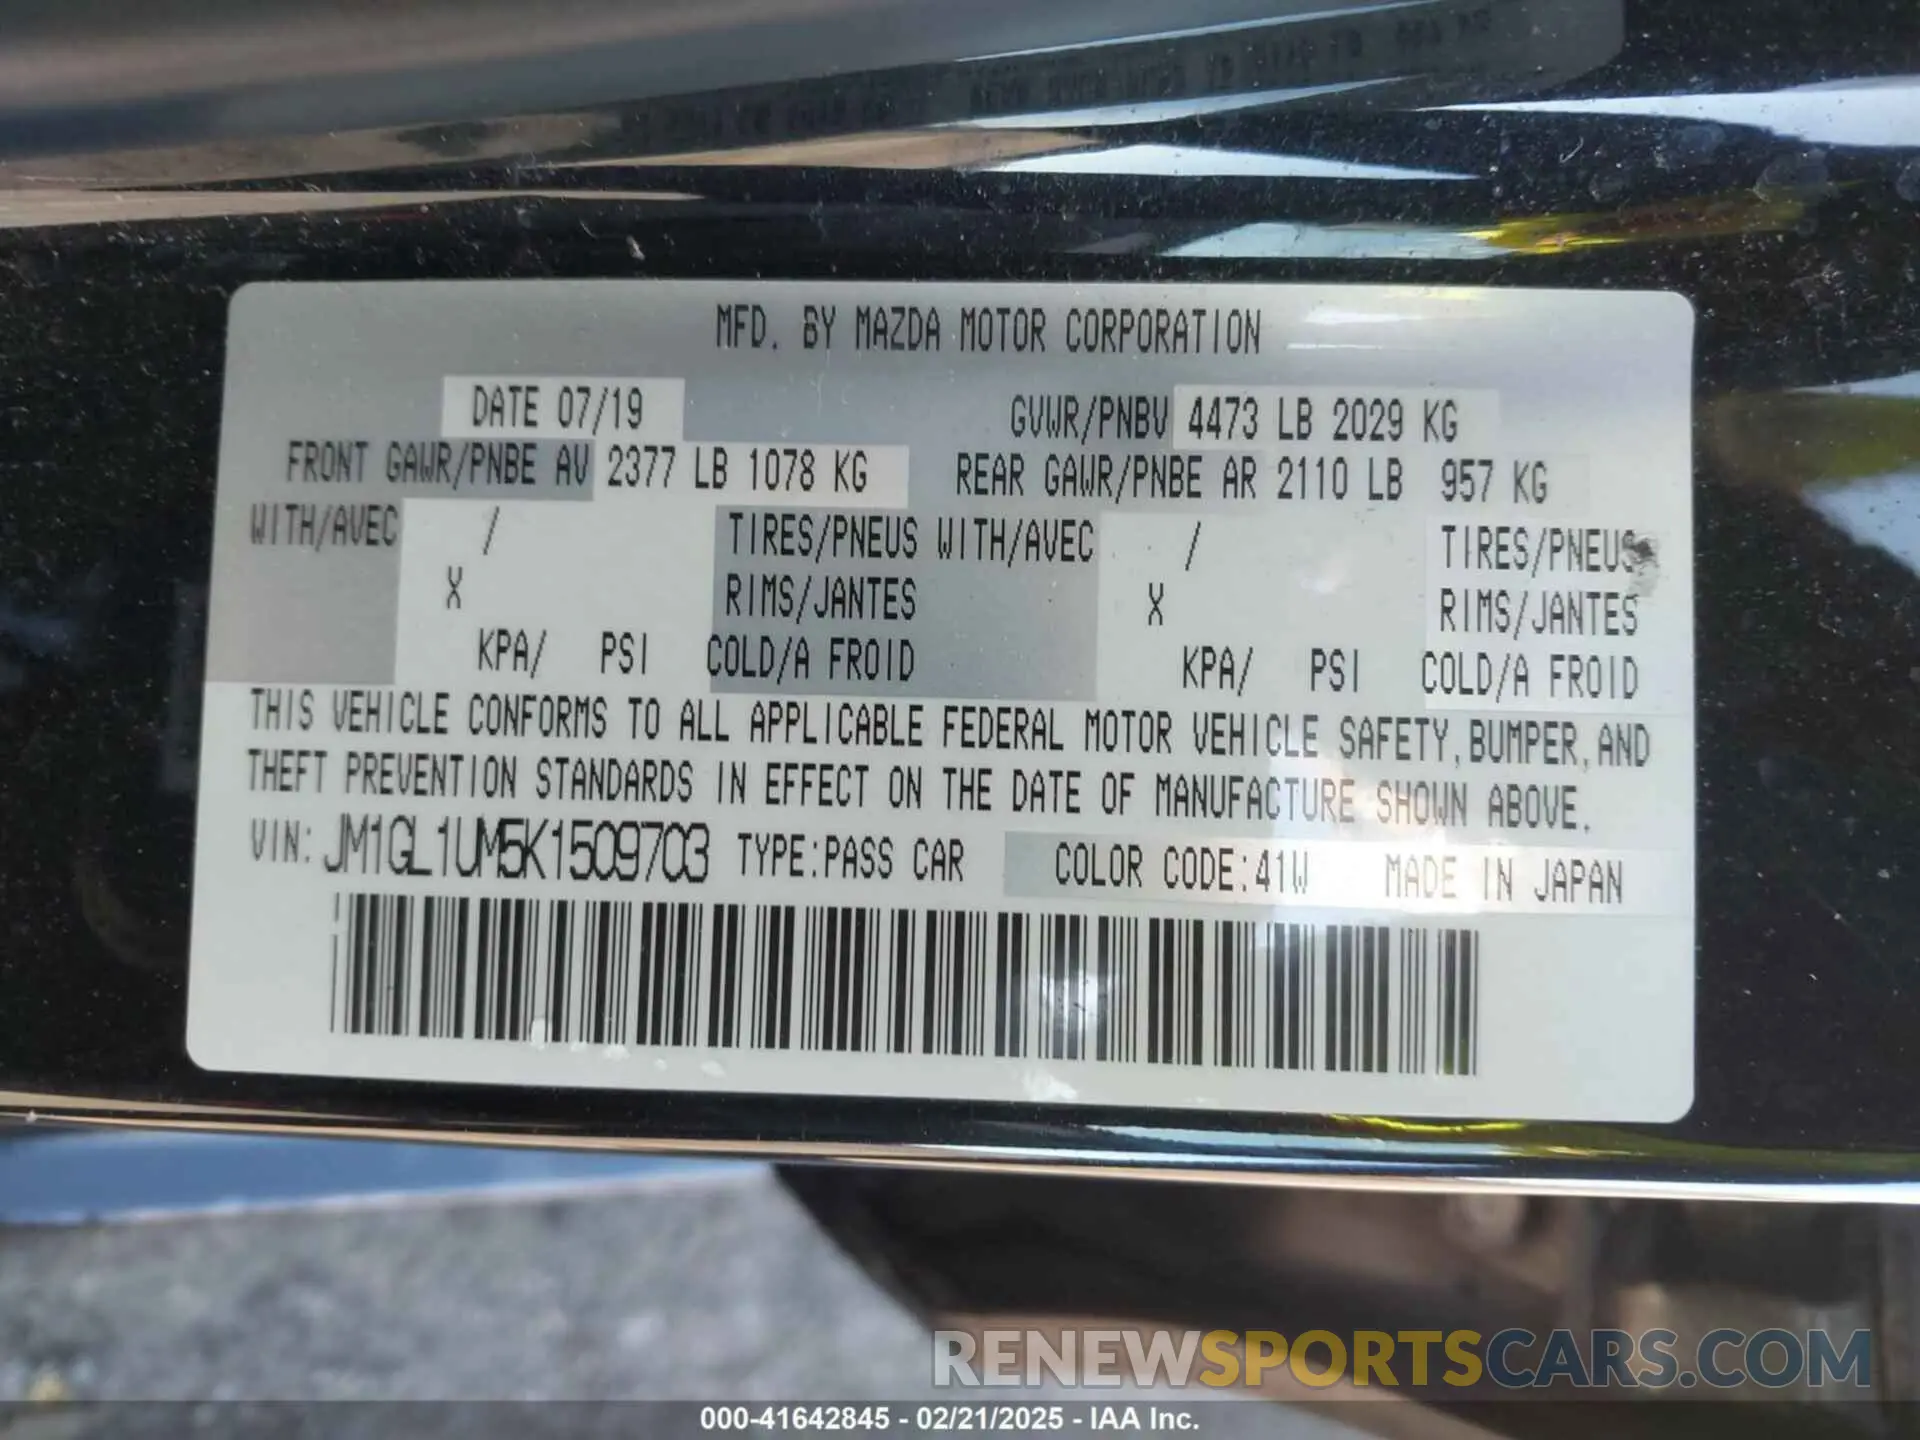 MFD. BY MAZDA MOTOR CORPORATION
DATE 07/19 GVWR/PNBV 4473 LB 2029 KG
FRONT GAWR/PNBE AV 2377 LB 1078 KG REAR GAWR/PNBE AR 2110 LB 957 KG
WITH/AVEC / TIRES/PNEUS WITH/AVEC / TIRES/PNEUS
X RIMS/JANTES X RIMS/JANTES
KPA/ PSI COLD/A FROID KPA/ PSI COLD/A FROID
THIS VEHICLE CONFORMS TO ALL APPLICABLE FEDERAL MOTOR VEHICLE SAFETY, BUMPER, AND
THEFT PREVENTION STANDARDS IN EFFECT ON THE DATE OF MANUFACTURE SHOWN ABOVE.
VIN: JM1GL1UM5K1509703 TYPE:PASS CAR COLOR CODE:41W MADE IN JAPAN
RENEWSPORTSCARS.COM
000-41642845 - 02/21/2025 - IAA Inc.